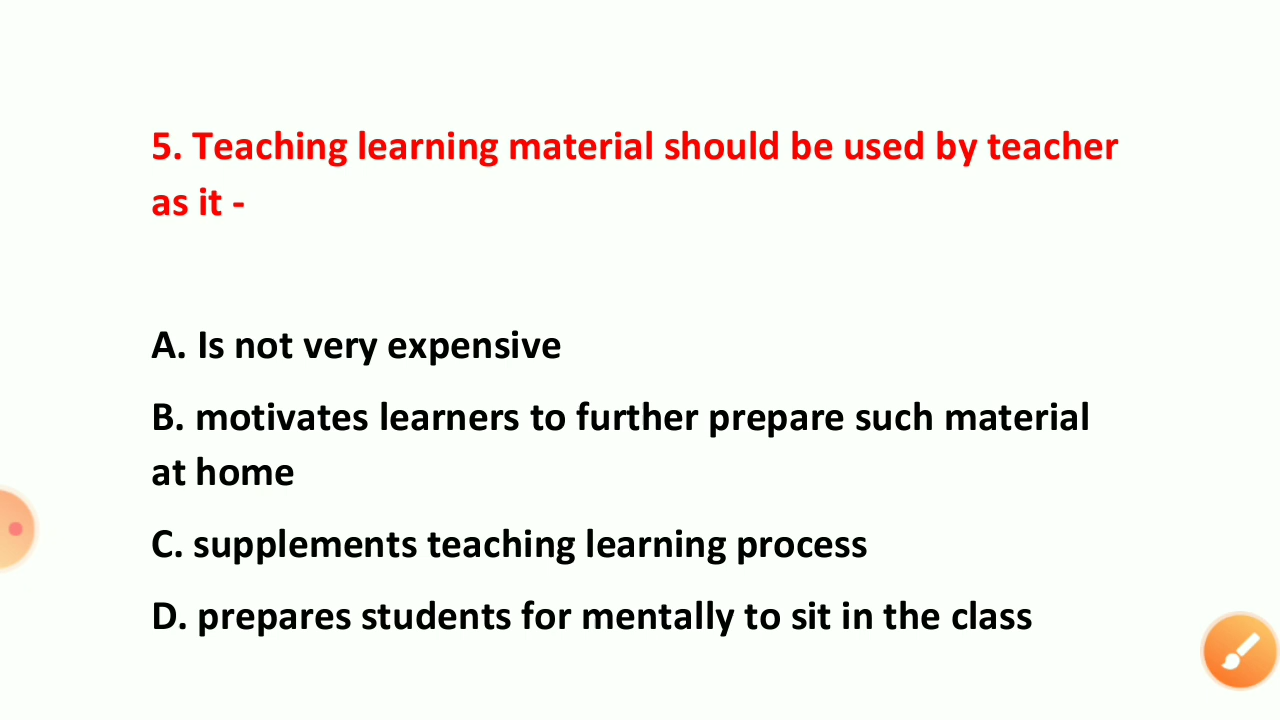 5. Teaching learning material should be used by teacher
as it -
A. Is not very expensive
B. motivates learners to further prepare such material
at home
C. supplements teaching learning process
D. prepares students for mentally to sit in the class